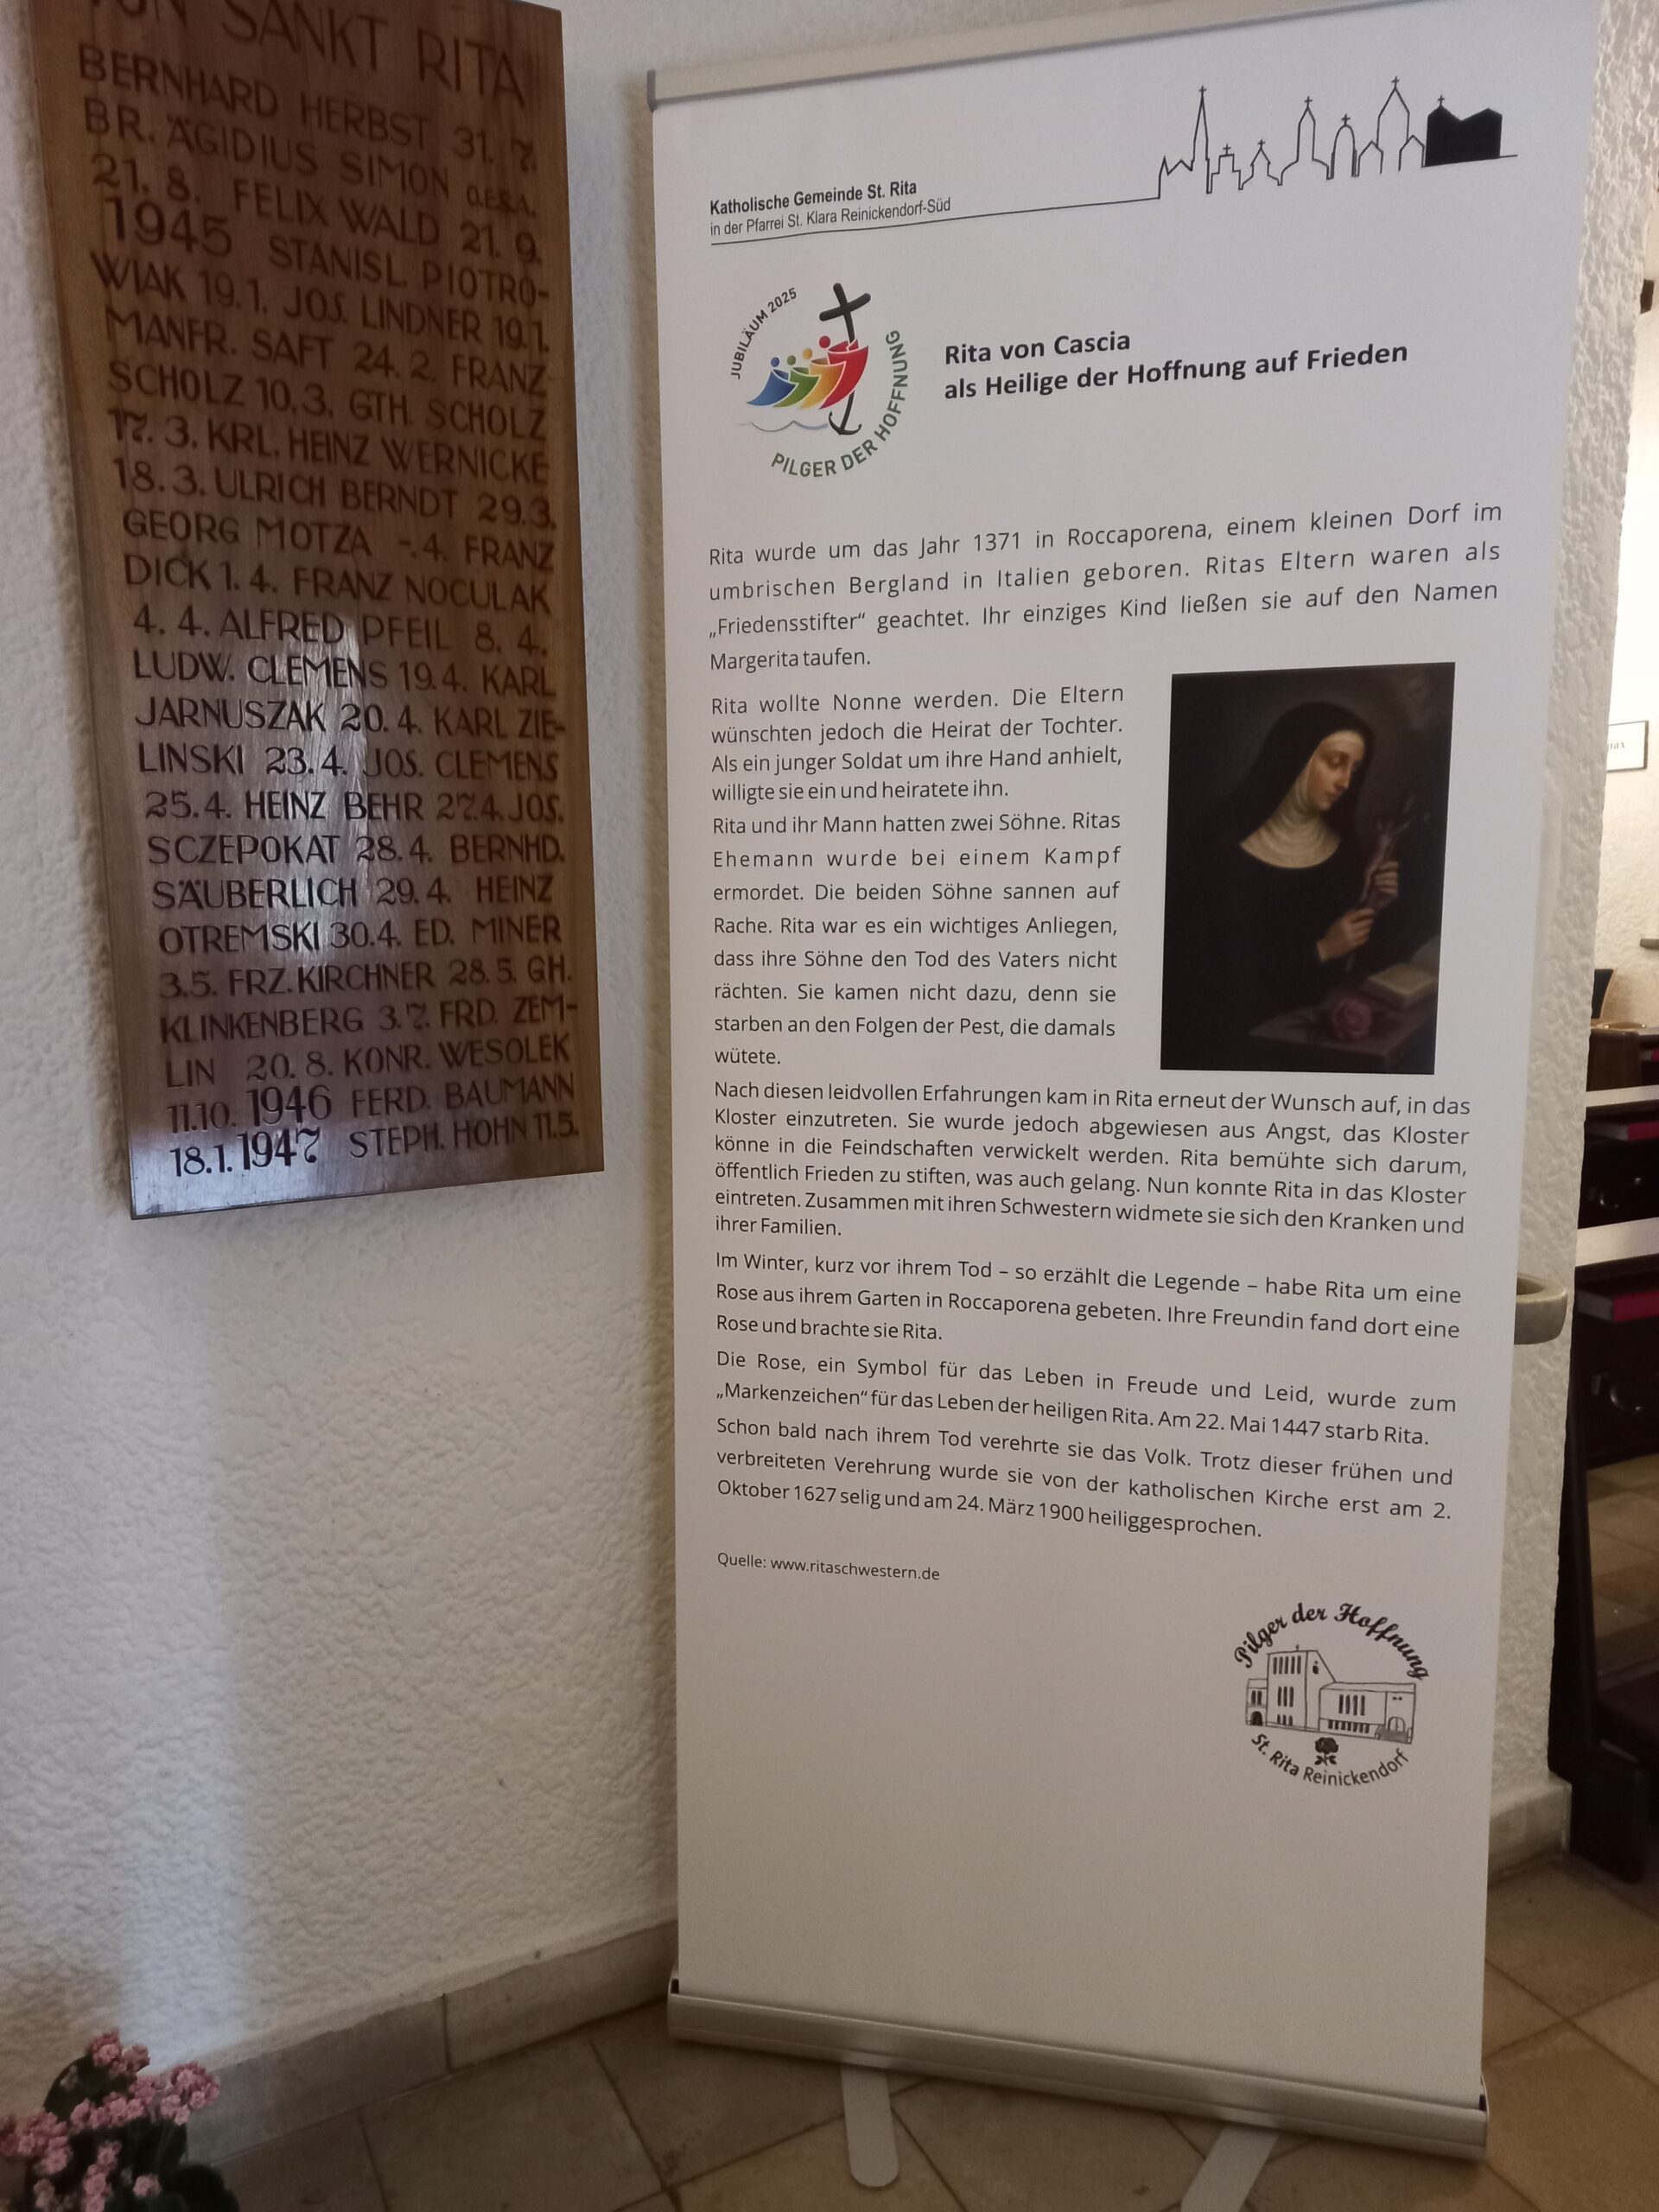 VON SANKT RITA
BERNHARD HERBST 31. 7.
BR. ÄGIDIUS SIMON O.E.S.A.
21. 8. FELIX WALD 21. 9.
1945 STANISL. PIOTRO-
WIAK 19.1. JOS. LINDNER 19.1.
MANFR. SAFT 24. 2. FRANZ
SCHOLZ 10.3. GTH. SCHOLZ
17. 3. KRL. HEINZ WERNICKE
18. 3. ULRICH BERNDT 29.3.
GEORG MOTZA -.4. FRANZ
DICK 1. 4. FRANZ NOCULAK
4. 4. ALFRED PFEIL 8. 4.
LUDW. CLEMENS 19.4. KARL
JARNUSZAK 20. 4. KARL ZIE-
LINSKI 23.4. JOS. CLEMENS
25.4. HEINZ BEHR 27.4. JOS.
SCZEPOKAT 28.4. BERNHD.
SÄUBERLICH 29.4. HEINZ
OTREMSKI 30.4. ED. MINER
3.5. FRZ. KIRCHNER 28.5. GH.
KLINKENBERG 3.7. FRD. ZEM-
LIN 20. 8. KONR. WESOLEK
11.10. 1946 FERD. BAUMANN
18.1. 1947 STEPH. HOHN 11.5.
Katholische Gemeinde St. Rita
in der Pfarrei St. Klara Reinickendorf-Süd
JUBILÄUM 2025
PILGER DER HOFFNUNG
Rita von Cascia
als Heilige der Hoffnung auf Frieden
Rita wurde um das Jahr 1371 in Roccaporena, einem kleinen Dorf im
umbrischen Bergland in Italien geboren. Ritas Eltern waren als
„Friedensstifter“ geachtet. Ihr einziges Kind ließen sie auf den Namen
Margerita taufen.
Rita wollte Nonne werden. Die Eltern
wünschten jedoch die Heirat der Tochter.
Als ein junger Soldat um ihre Hand anhielt,
willigte sie ein und heiratete ihn.
Rita und ihr Mann hatten zwei Söhne. Ritas
Ehemann wurde bei einem Kampf
ermordet. Die beiden Söhne sannen auf
Rache. Rita war es ein wichtiges Anliegen,
dass ihre Söhne den Tod des Vaters nicht
rächten. Sie kamen nicht dazu, denn sie
starben an den Folgen der Pest, die damals
wütete.
Nach diesen leidvollen Erfahrungen kam in Rita erneut der Wunsch auf, in das
Kloster einzutreten. Sie wurde jedoch abgewiesen aus Angst, das Kloster
könne in die Feindschaften verwickelt werden. Rita bemühte sich darum,
öffentlich Frieden zu stiften, was auch gelang. Nun konnte Rita in das Kloster
eintreten. Zusammen mit ihren Schwestern widmete sie sich den Kranken und
ihrer Familien.
Im Winter, kurz vor ihrem Tod – so erzählt die Legende – habe Rita um eine
Rose aus ihrem Garten in Roccaporena gebeten. Ihre Freundin fand dort eine
Rose und brachte sie Rita.
Die Rose, ein Symbol für das Leben in Freude und Leid, wurde zum
„Markenzeichen“ für das Leben der heiligen Rita. Am 22. Mai 1447 starb Rita.
Schon bald nach ihrem Tod verehrte sie das Volk. Trotz dieser frühen und
verbreiteten Verehrung wurde sie von der katholischen Kirche erst am 2.
Oktober 1627 selig und am 24. März 1900 heiliggesprochen.
Quelle: www.ritaschwestern.de
Pilger der Hoffnung
St. Rita Reinickendorf